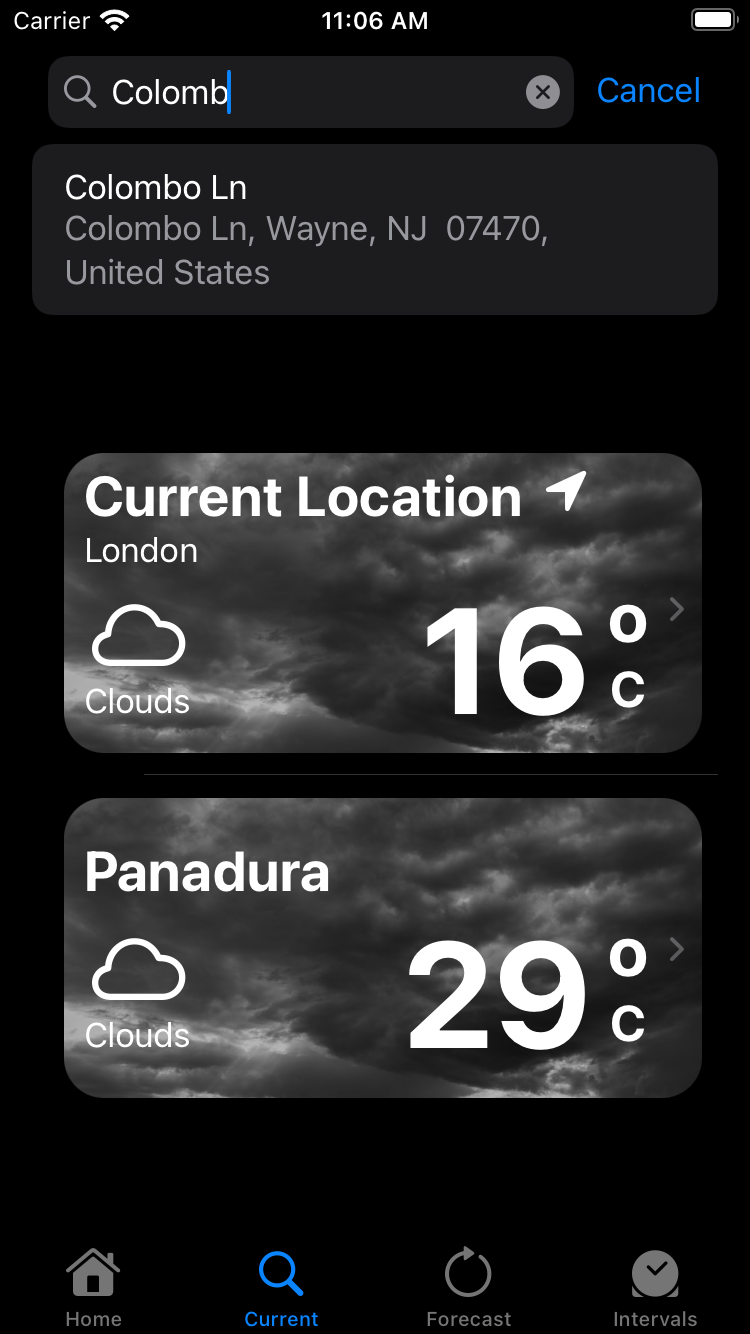 Carrier 11:06 AM
Colomb Cancel
Colombo Ln
Colombo Ln, Wayne, NJ  07470,
United States
Current Location
London
16 o
C
Clouds
Panadura
29 o
C
Clouds
Home Current Forecast Intervals